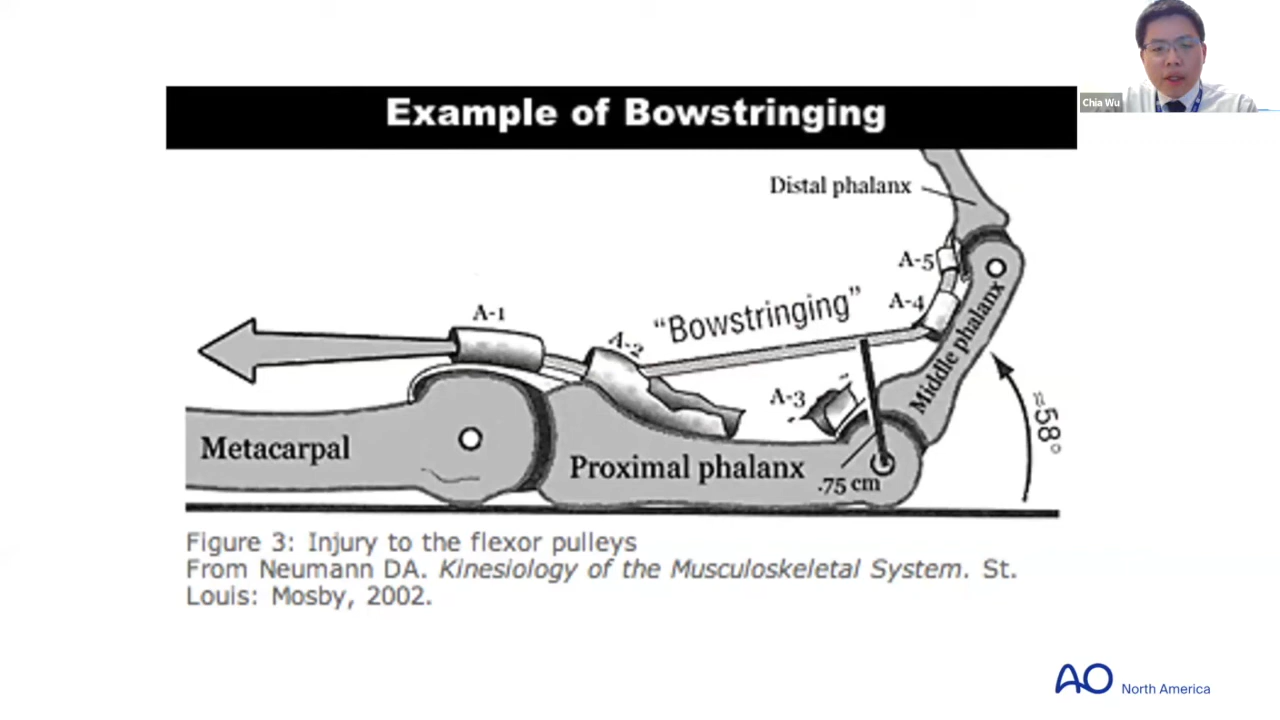 Chia Wu
Example of Bowstringing
Distal phalanx
A-5
A-4
"Bowstringing"
A-1
A-2
A-3
Middle phalanx
≈58°
Metacarpal
Proximal phalanx
.75 cm
Figure 3: Injury to the flexor pulleys
From Neumann DA. Kinesiology of the Musculoskeletal System. St.
Louis: Mosby, 2002.
AO North America